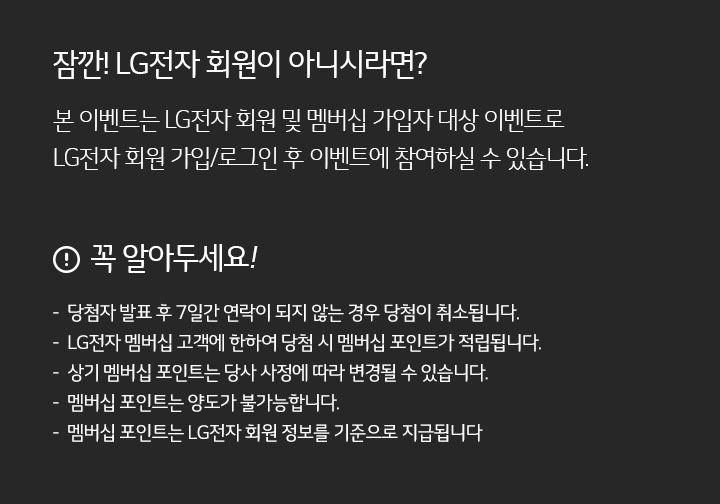 잠깐! LG전자 회원이 아니시라면?
본 이벤트는 LG전자 회원 및 멤버십 가입자 대상 이벤트로
LG전자 회원 가입/로그인 후 이벤트에 참여하실 수 있습니다.
꼭 알아두세요!
- 당첨자 발표 후 7일간 연락이 되지 않는 경우 당첨이 취소됩니다.
- LG전자 멤버십 고객에 한하여 당첨 시 멤버십 포인트가 적립됩니다.
- 상기 멤버십 포인트는 당사 사정에 따라 변경될 수 있습니다.
- 멤버십 포인트는 양도가 불가능합니다.
- 멤버십 포인트는 LG전자 회원 정보를 기준으로 지급됩니다